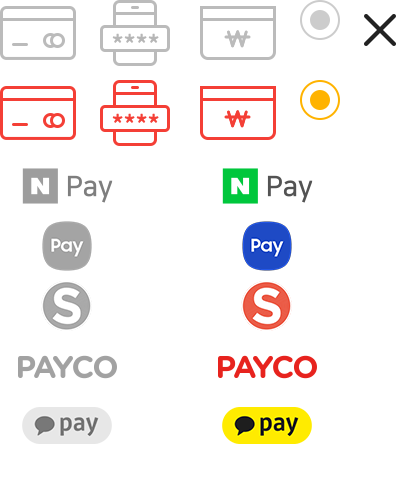 ****
₩
****
₩
N Pay N Pay
Pay Pay
S S
PAYCO PAYCO
pay pay